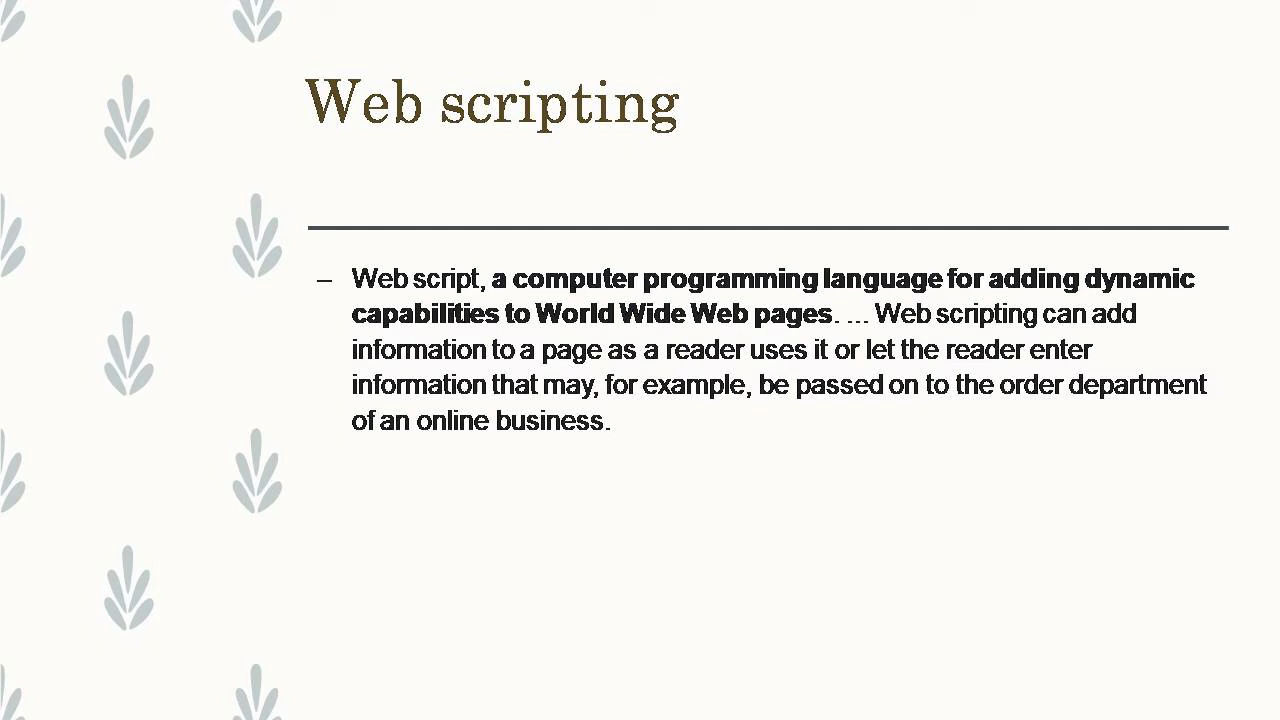 Web scripting
– Web script, a computer programming language for adding dynamic
capabilities to World Wide Web pages. ... Web scripting can add
information to a page as a reader uses it or let the reader enter
information that may, for example, be passed on to the order department
of an online business.